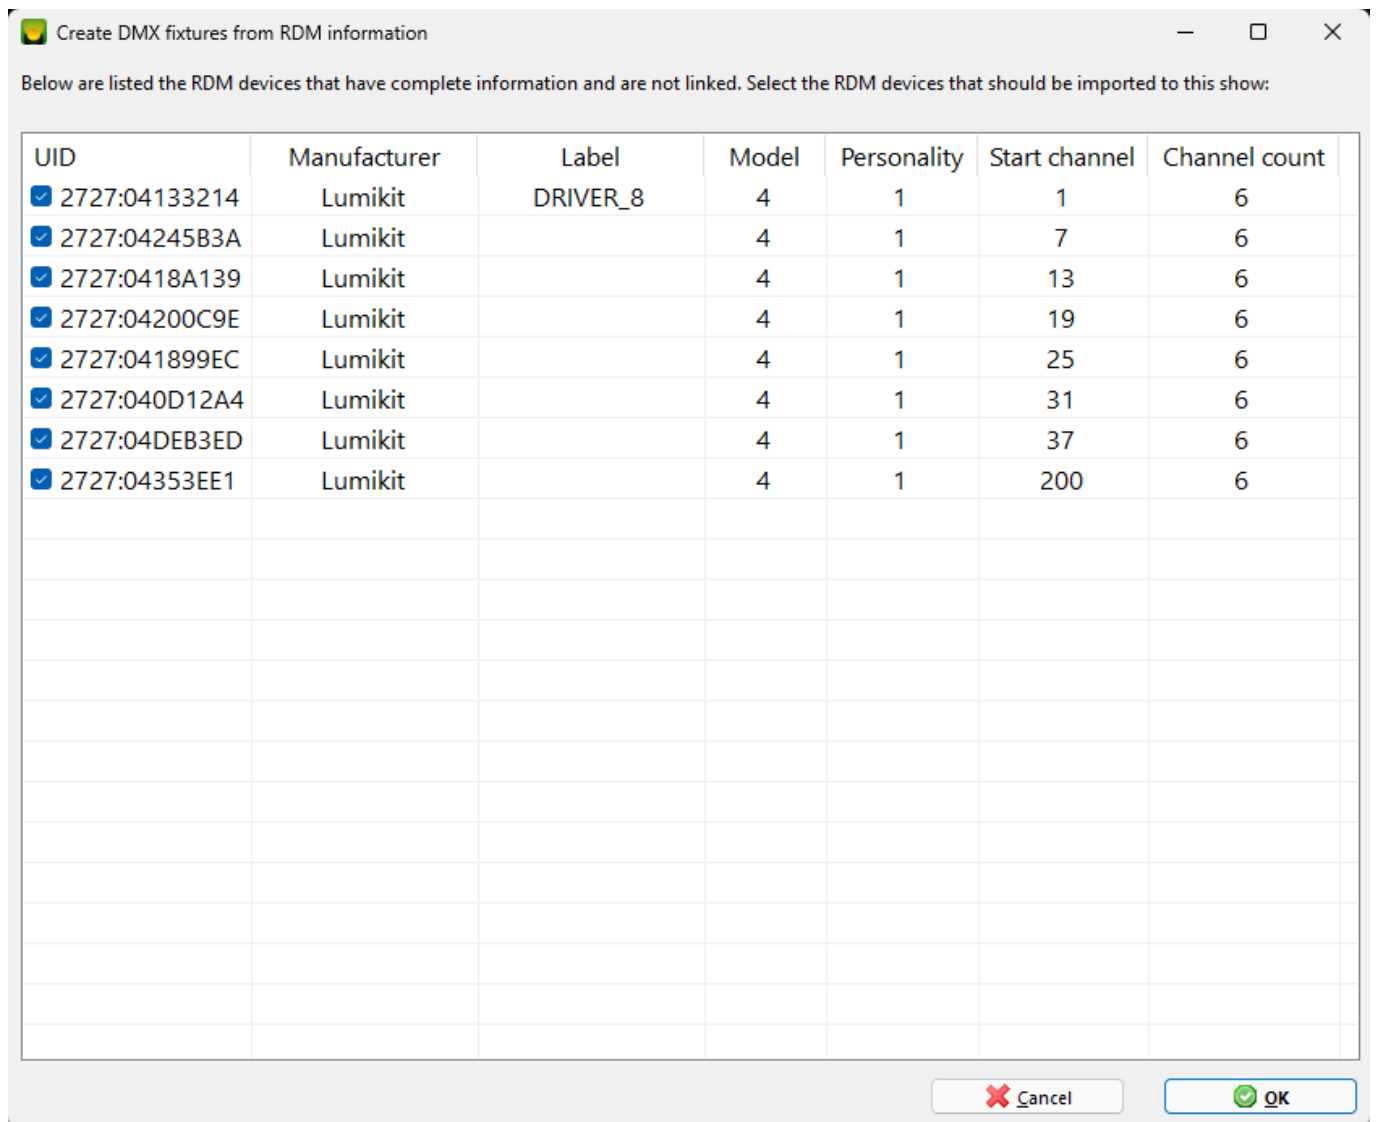 Create DMX fixtures from RDM information
Below are listed the RDM devices that have complete information and are not linked. Select the RDM devices that should be imported to this show:
UID Manufacturer Label Model Personality Start channel Channel count
2727:04133214 Lumikit DRIVER_8 4 1 1 6
2727:04245B3A Lumikit 4 1 7 6
2727:0418A139 Lumikit 4 1 13 6
2727:04200C9E Lumikit 4 1 19 6
2727:041899EC Lumikit 4 1 25 6
2727:040D12A4 Lumikit 4 1 31 6
2727:04DEB3ED Lumikit 4 1 37 6
2727:04353EE1 Lumikit 4 1 200 6
Cancel OK